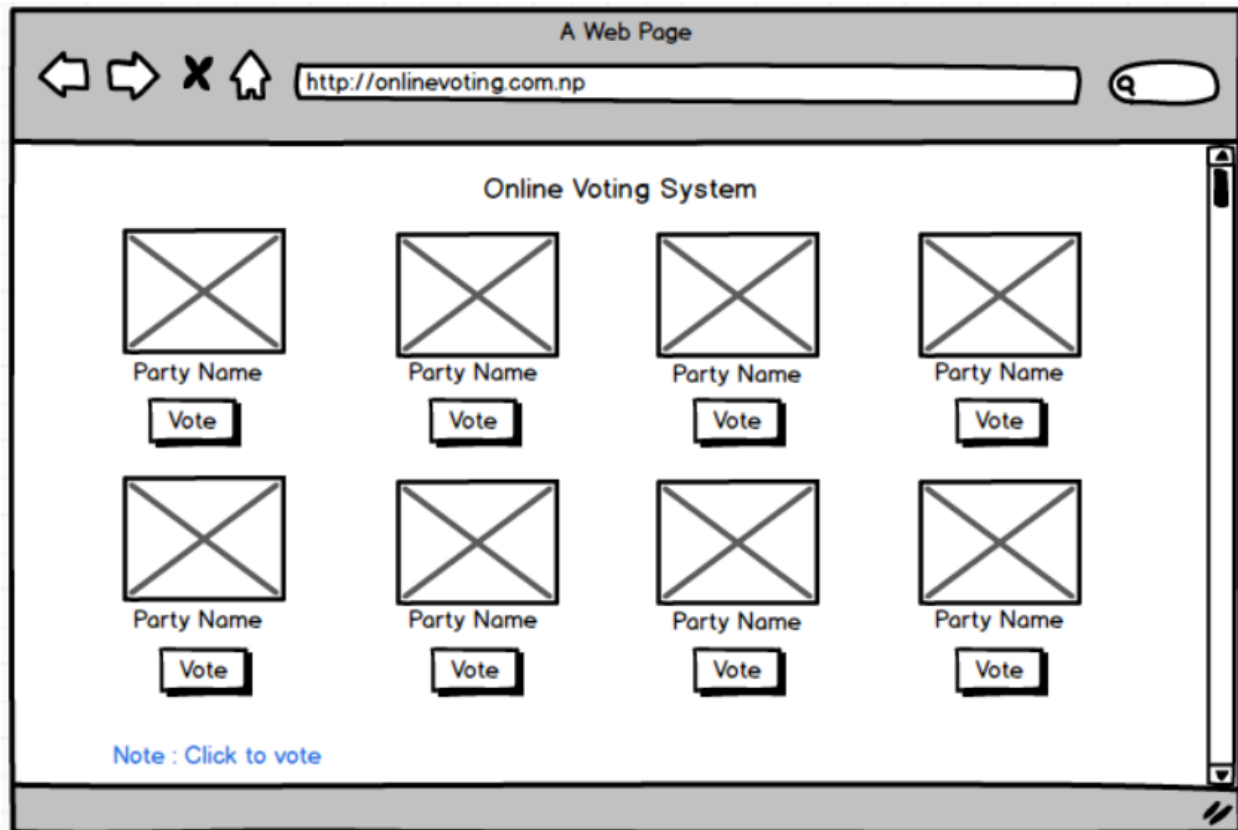 A Web Page
http://onlinevoting.com.np
Online Voting System
Party Name Party Name Party Name Party Name
Vote Vote Vote Vote
Party Name Party Name Party Name Party Name
Vote Vote Vote Vote
Note : Click to vote